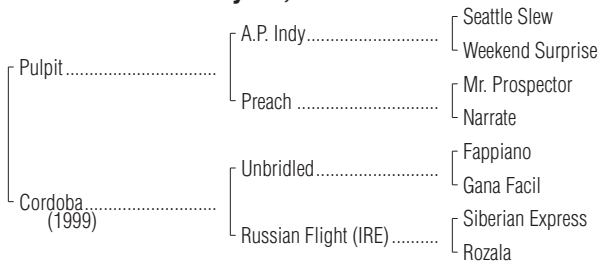 Seattle Slew
A.P. Indy
Weekend Surprise
Pulpit
Mr. Prospector
Preach
Narrate
Fappiano
Unbridled
Gana Facil
Cordoba
(1999)
Siberian Express
Russian Flight (IRE)
Rozala